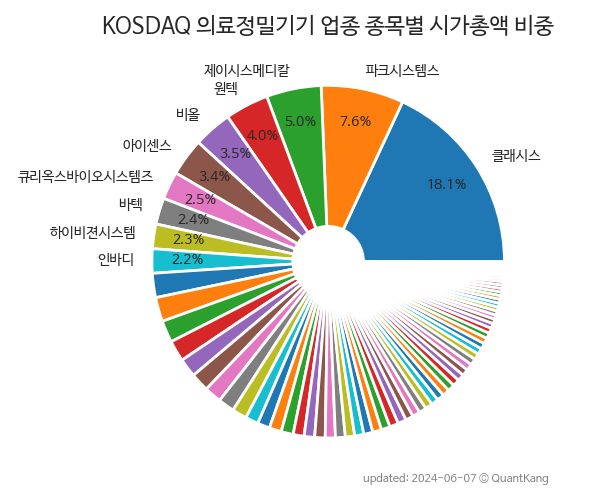 KOSDAQ 의료정밀기기 업종 종목별 시가총액 비중
클래시스
18.1%
파크시스템스
7.6%
제이시스메디칼
5.0%
원텍
4.0%
비올
3.5%
아이센스
3.4%
큐리옥스바이오시스템즈
2.5%
바텍
2.4%
하이비젼시스템
2.3%
인바디
2.2%
updated: 2024-06-07 © QuantKang